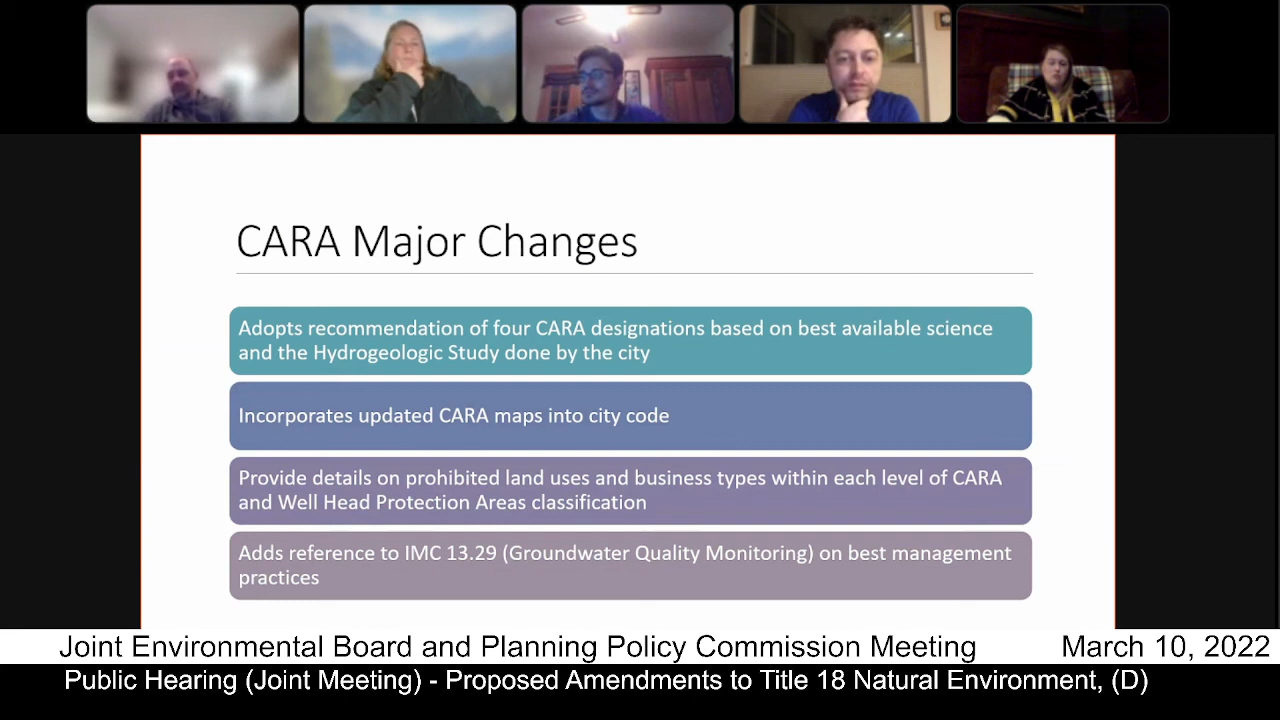 CARA Major Changes
Adopts recommendation of four CARA designations based on best available science
and the Hydrogeologic Study done by the city
Incorporates updated CARA maps into city code
Provide details on prohibited land uses and business types within each level of CARA
and Well Head Protection Areas classification
Adds reference to IMC 13.29 (Groundwater Quality Monitoring) on best management
practices
Joint Environmental Board and Planning Policy Commission Meeting March 10, 2022
Public Hearing (Joint Meeting) - Proposed Amendments to Title 18 Natural Environment, (D)